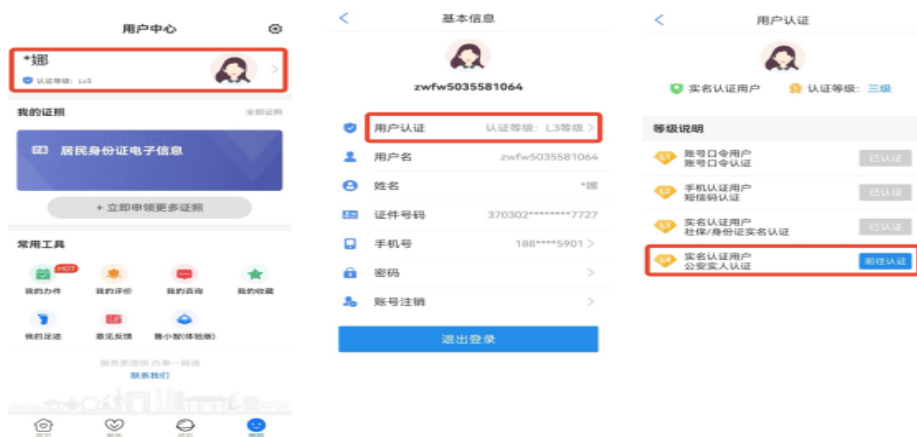 用户中心
*娜
认证等级: Lv3
我的证照
全部证照
居民身份证电子信息
+ 立即申领更多证照
常用工具
HOT
我的办件
我的评价
我的咨询
我的收藏
我的足迹
意见反馈
鲁小智(体验版)
服务更透明 办事一网通
联系我们
基本信息
zwfw5035581064
用户认证 认证等级: L3等级
用户名 zwfw5035581064
姓名 *娜
证件号码 370302********7727
手机号 188****5901
密码
账号注销
退出登录
用户认证
实名认证用户 认证等级: 三级
等级说明
L1 账号口令用户
账号口令认证
已认证
L2 手机认证用户
短信码认证
已认证
L3 实名认证用户
社保/身份证实名认证
已认证
L4 实名认证用户
公安实人认证
前往认证